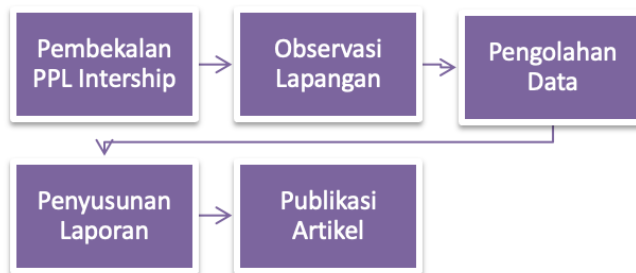 Pembekalan
PPL Intership
Observasi
Lapangan
Pengolahan
Data
Penyusunan
Laporan
Publikasi
Artikel